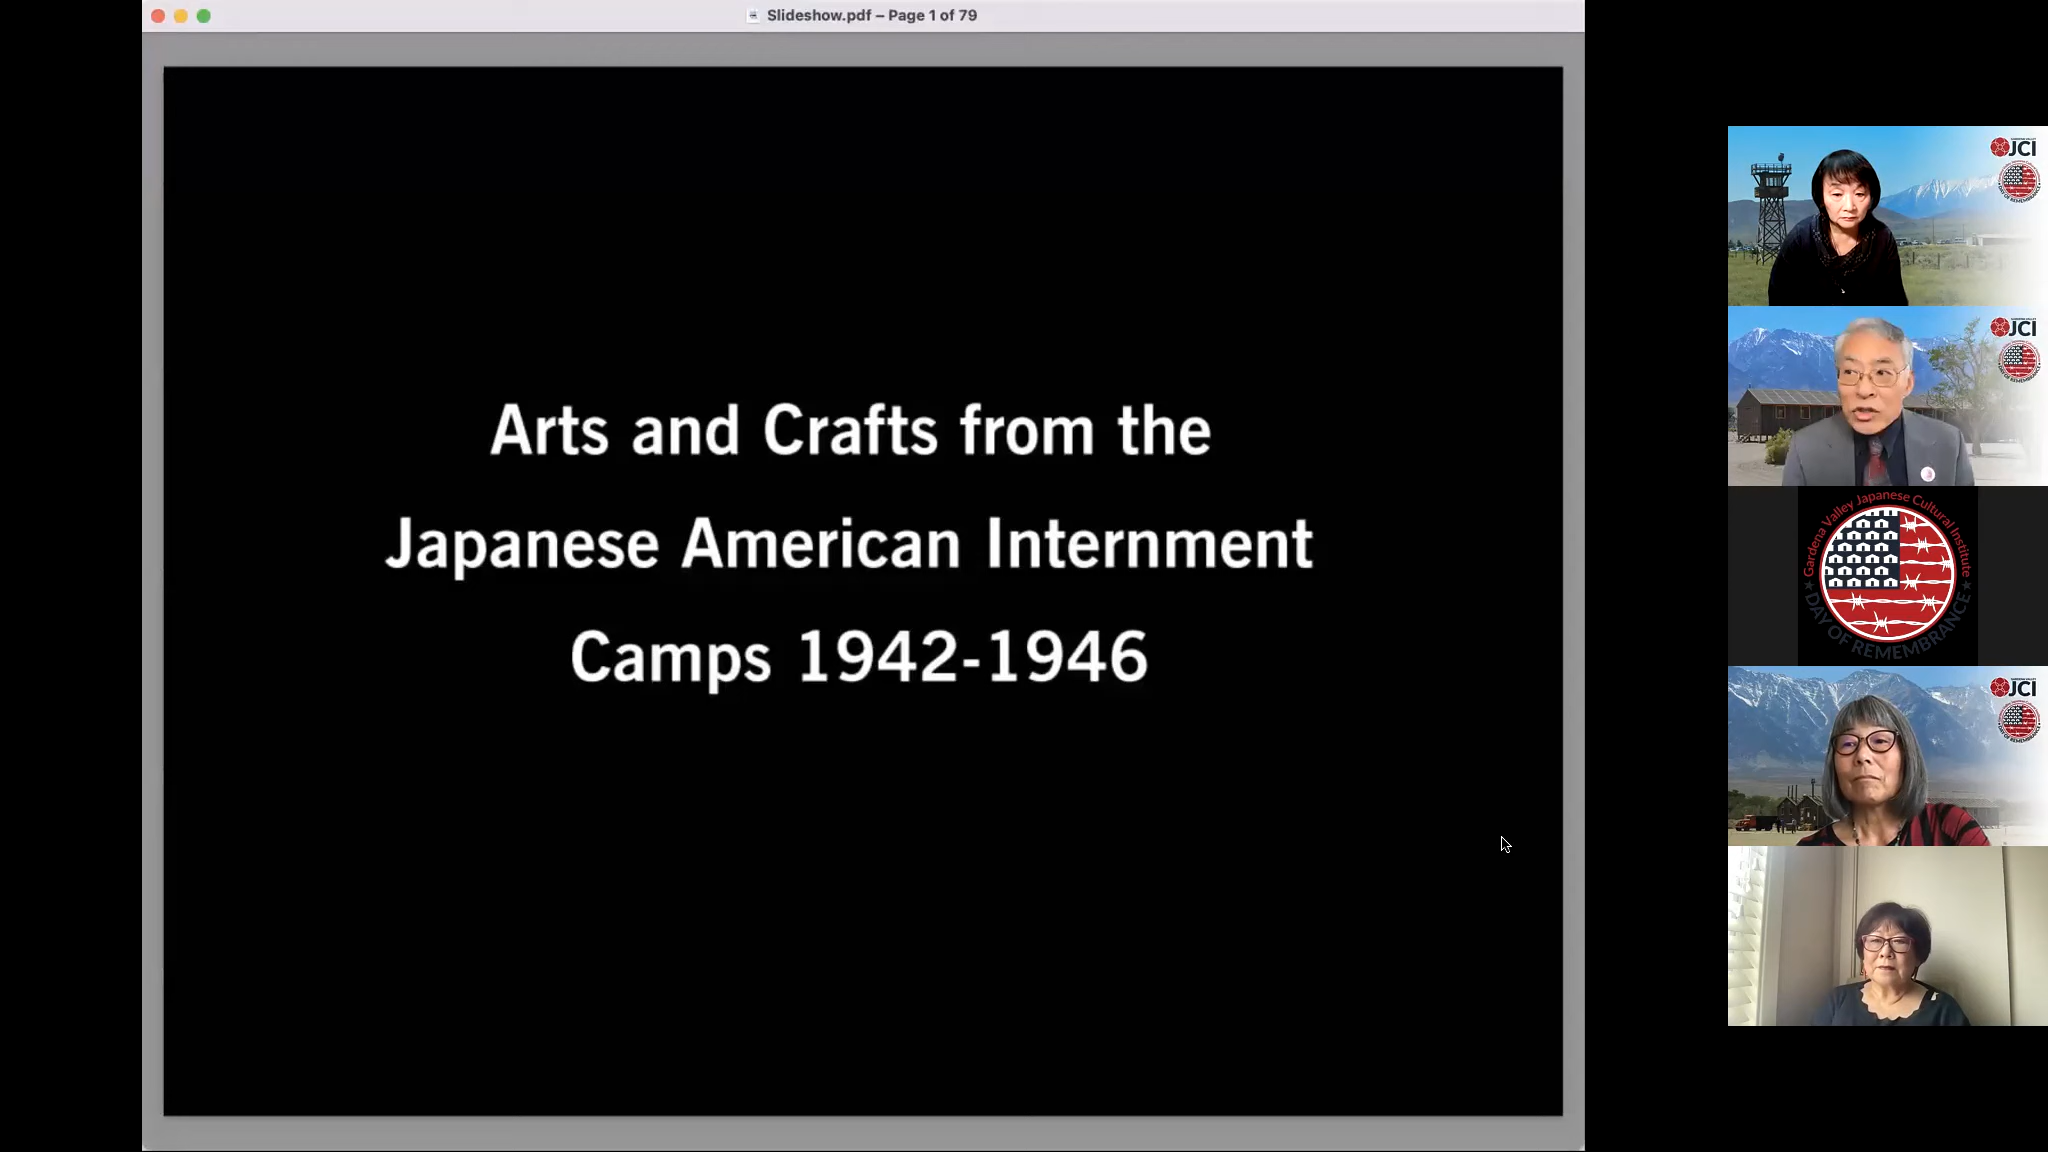 Slideshow.pdf – Page 1 of 79
Arts and Crafts from the
Japanese American Internment
Camps 1942-1946
JCI
JCI
Gardena Valley Japanese Cultural Institute
DAY OF REMEMBRANCE
JCI